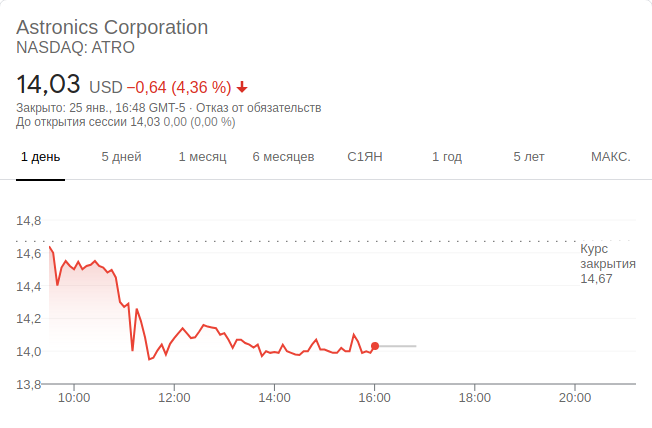 Astronics Corporation
NASDAQ: ATRO
14,03 USD −0,64 (4,36 %)
Закрыто: 25 янв., 16:48 GMT-5 · Отказ от обязательств
До открытия сессии 14,03 0,00 (0,00 %)
1 день 5 дней 1 месяц 6 месяцев С1ЯН 1 год 5 лет МАКС.
14,8
14,6
14,4
14,2
14,0
13,8
Курс
закрытия
14,67
10:00 12:00 14:00 16:00 18:00 20:00